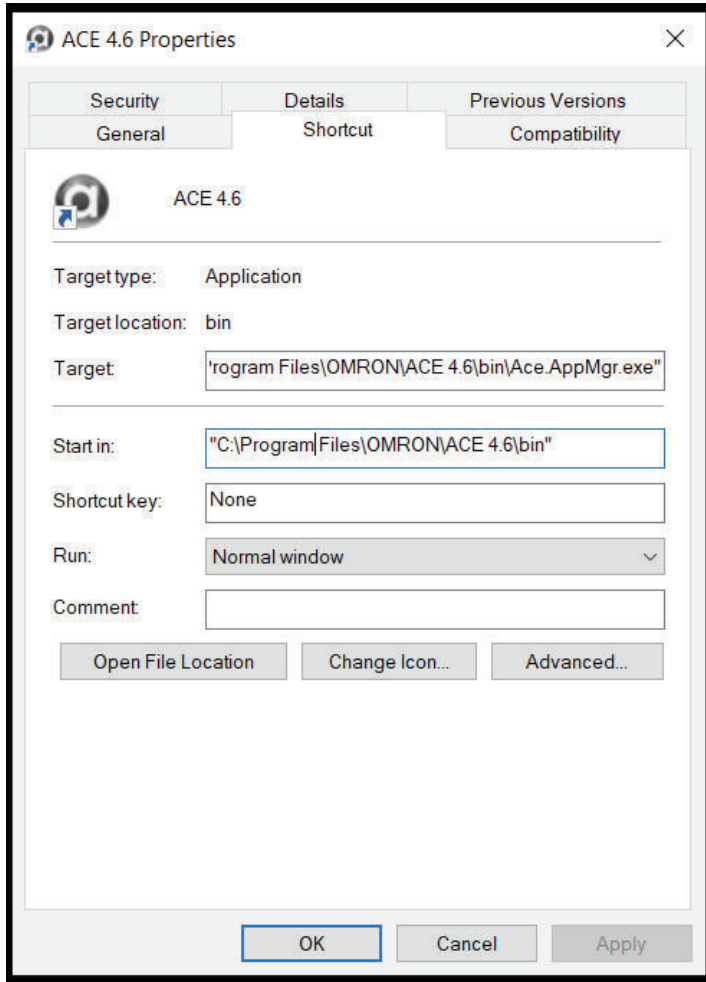 ACE 4.6 Properties
Security Details Previous Versions
General Shortcut Compatibility
ACE 4.6
Target type: Application
Target location: bin
Target: 'rogram Files\OMRON\ACE 4.6\bin\Ace.AppMgr.exe"
Start in: "C:\Program Files\OMRON\ACE 4.6\bin"
Shortcut key: None
Run: Normal window
Comment:
Open File Location Change Icon... Advanced...
OK Cancel Apply